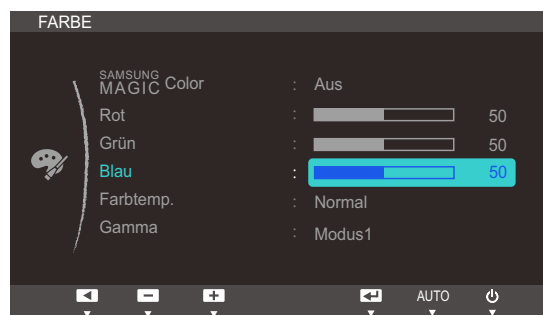 FARBE
SAMSUNG MAGIC Color : Aus
Rot : 50
Grün : 50
Blau : 50
Farbtemp. : Normal
Gamma : Modus1
AUTO